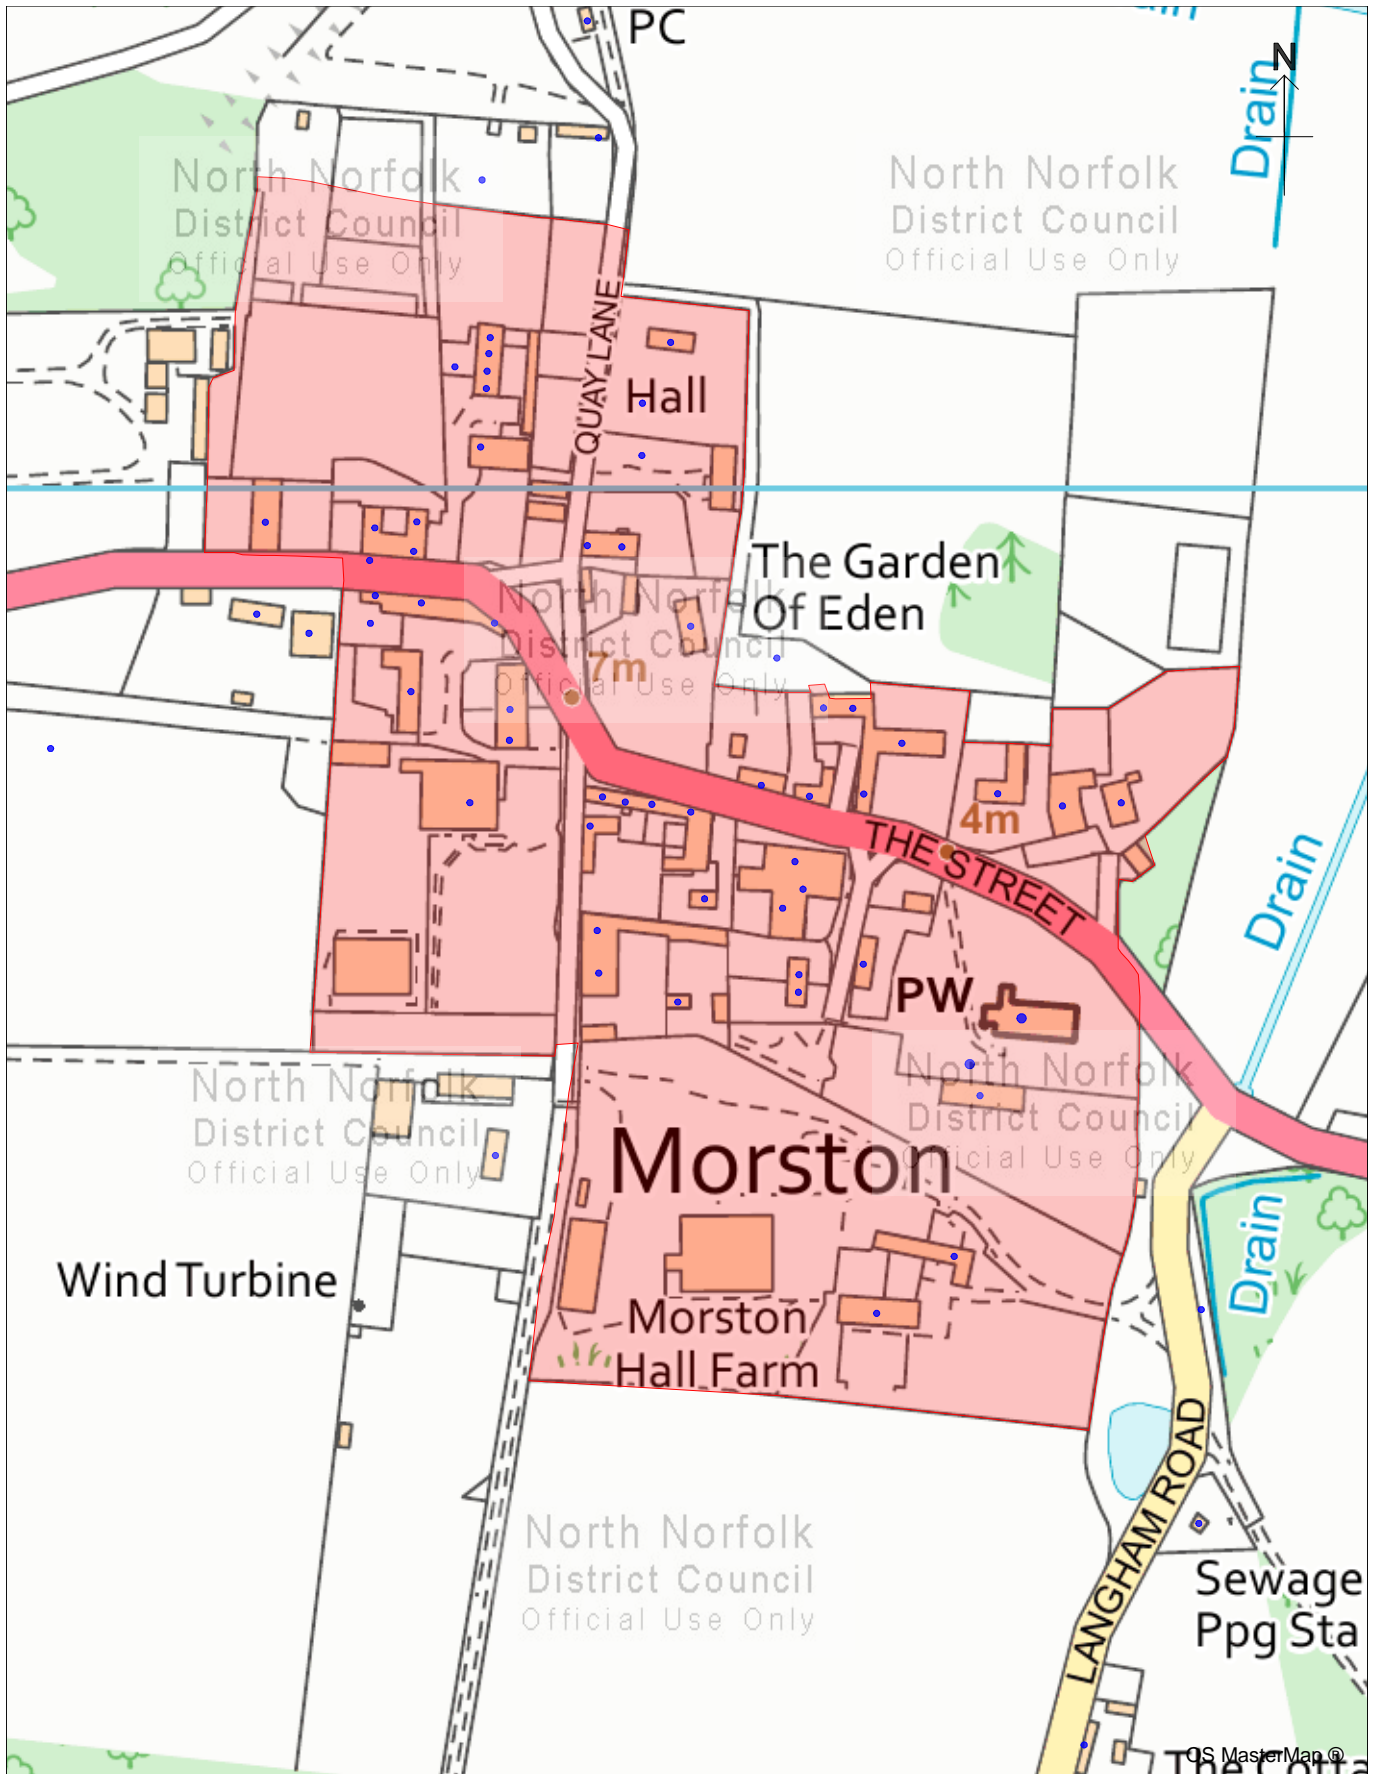 PC
N
Drain
North Norfolk
District Council
Official Use Only
North Norfolk
District Council
Official Use Only
QUAY LANE
Hall
The Garden
Of Eden
North Norfolk
District Council
Official Use Only
7m
4m
THE STREET
Drain
PW
North Norfolk
District Council
Official Use Only
North Norfolk
District Council
Official Use Only
Morston
Wind Turbine
Drain
Morston
Hall Farm
LANGHAM ROAD
North Norfolk
District Council
Official Use Only
Sewage
Ppg Sta
OS MasterMap ®
The